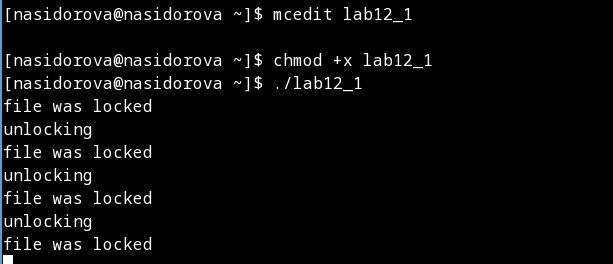 [nasidorova@nasidorova ~]$ mcedit lab12_1
[nasidorova@nasidorova ~]$ chmod +x lab12_1
[nasidorova@nasidorova ~]$ ./lab12_1
file was locked
unlocking
file was locked
unlocking
file was locked
unlocking
file was locked